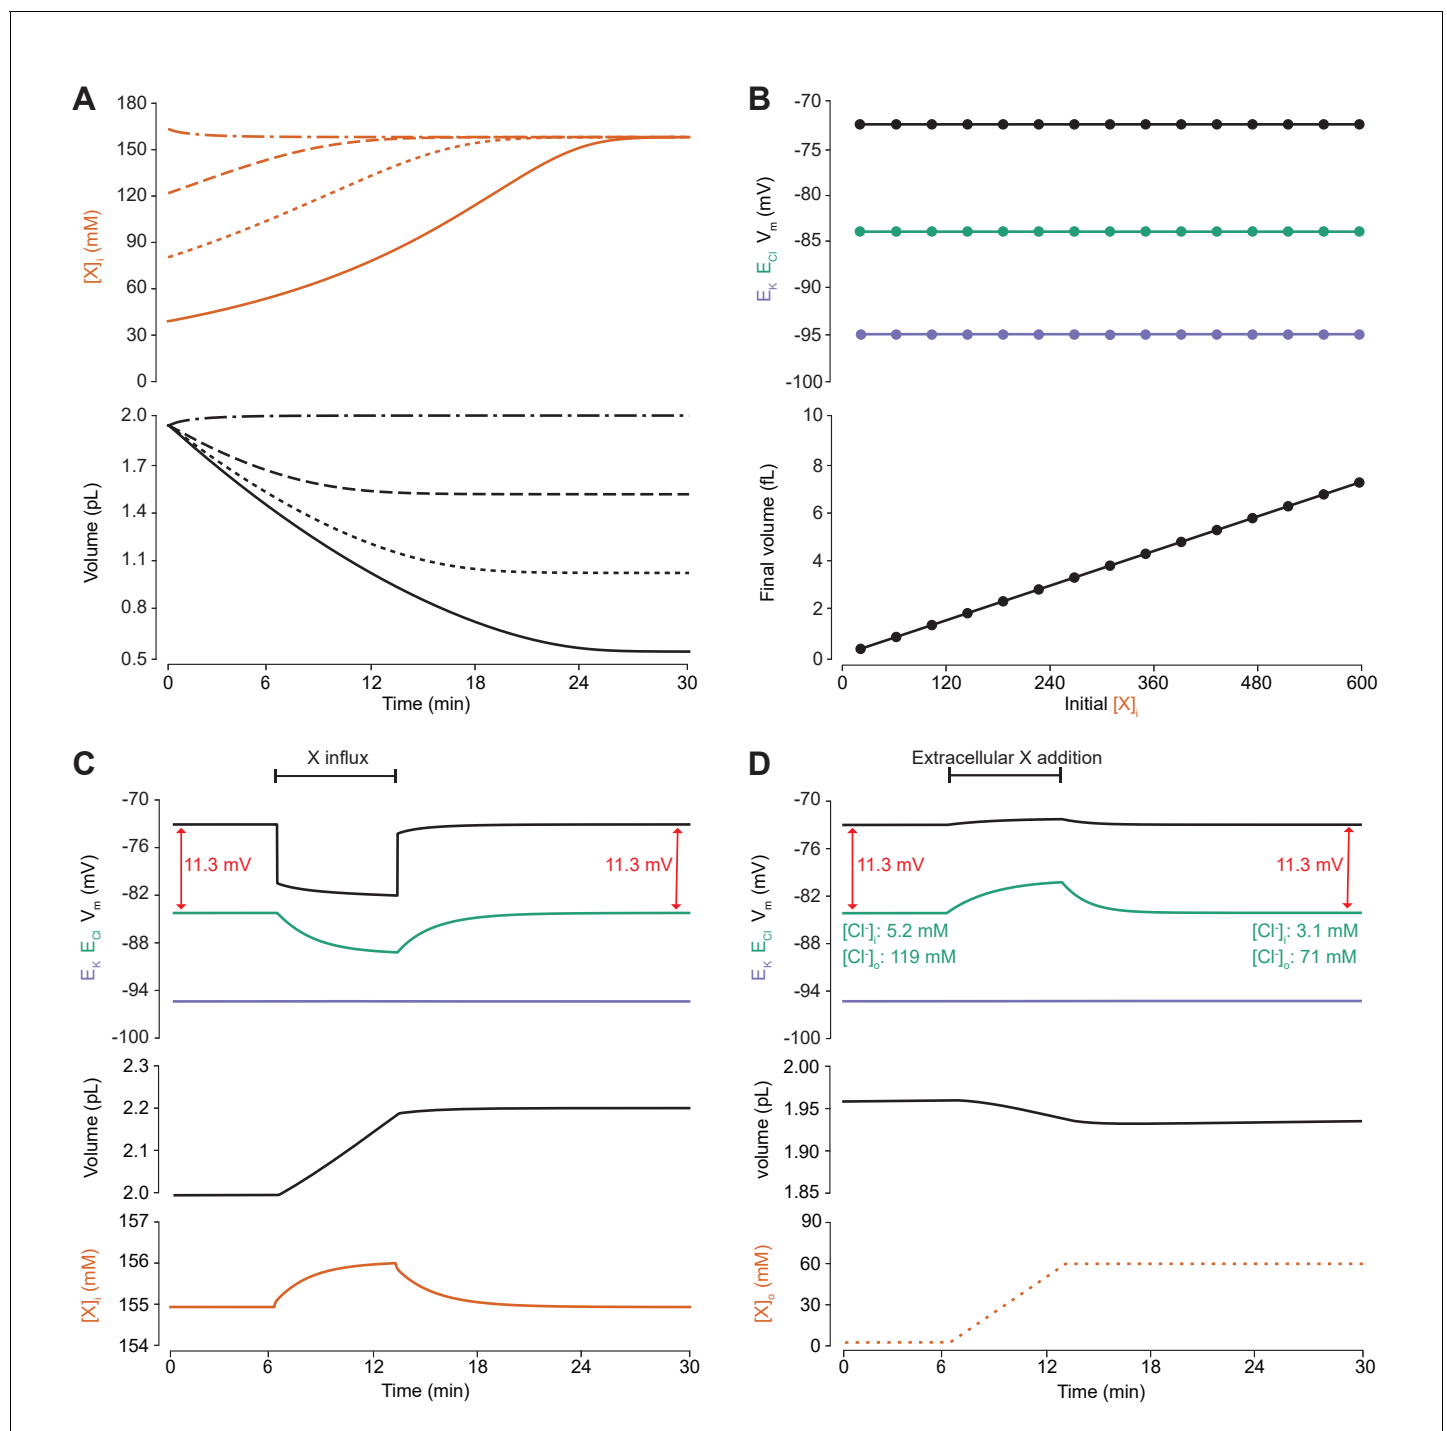 A
180
150
120
90
60
30
0
[X]i (mM)
2.0
1.7
1.4
1.1
0.8
0.5
Volume (pL)
0 6 12 18 24 30
Time (min)
B
-70
-75
-80
-85
-90
-95
-100
EK ECl Vm (mV)
10
8
6
4
2
0
Final volume (fL)
0 120 240 360 480 600
Initial [X]i
C
X influx
-70
-76
-82
-88
-94
-100
EK ECl Vm (mV)
11.3 mV
11.3 mV
2.3
2.2
2.1
2.0
Volume (pL)
157
156
155
154
[X]i (mM)
0 6 12 18 24 30
Time (min)
D
Extracellular X addition
-70
-76
-82
-88
-94
-100
EK ECl Vm (mV)
11.3 mV
11.3 mV
[Cl-]i: 5.2 mM
[Cl-]o: 119 mM
[Cl-]i: 3.1 mM
[Cl-]o: 71 mM
2.00
1.95
1.90
1.85
volume (pL)
90
60
30
0
[X]o (mM)
0 6 12 18 24 30
Time (min)